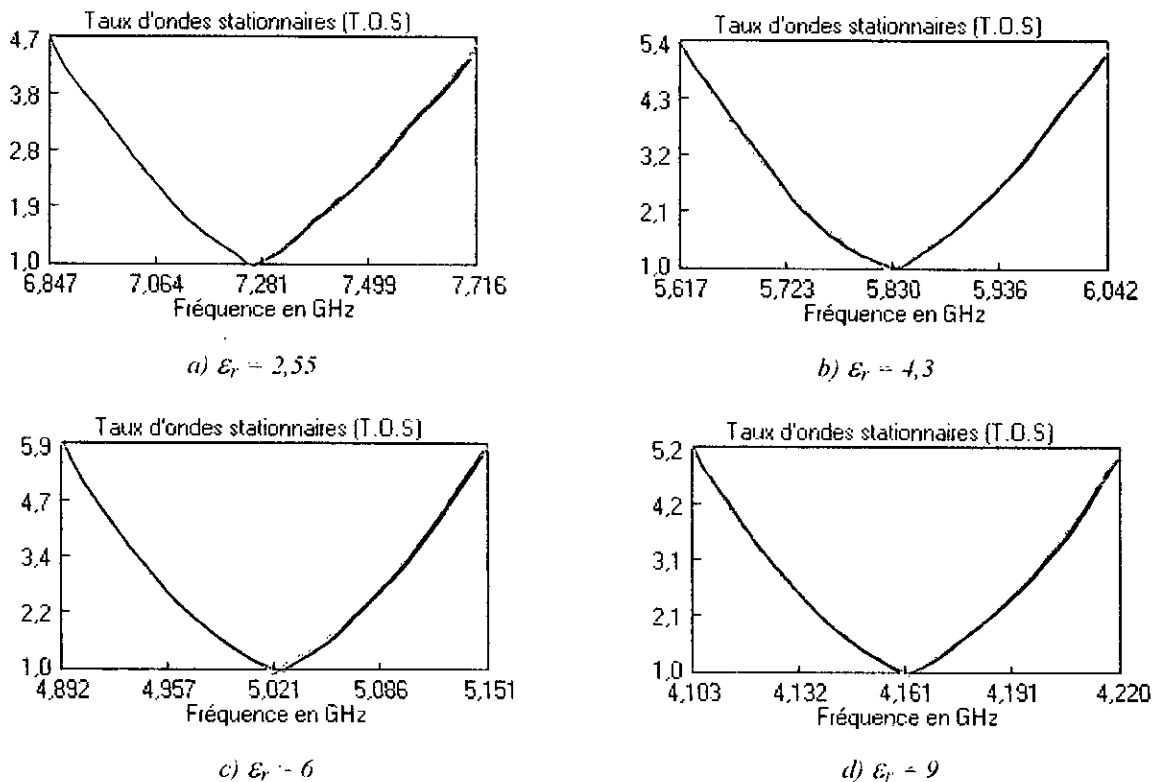 Taux d'ondes stationnaires (T.O.S)
4,7
3,8
2,8
1,9
1,0
6,847 7,064 7,281 7,499 7,716
Fréquence en GHz
a) εr = 2,55
Taux d'ondes stationnaires (T.O.S)
5,4
4,3
3,2
2,1
1,0
5,617 5,723 5,830 5,936 6,042
Fréquence en GHz
b) εr = 4,3
Taux d'ondes stationnaires (T.O.S)
5,9
4,7
3,4
2,2
1,0
4,892 4,957 5,021 5,086 5,151
Fréquence en GHz
c) εr = 6
Taux d'ondes stationnaires (T.O.S)
5,2
4,2
3,1
2,1
1,0
4,103 4,132 4,161 4,191 4,220
Fréquence en GHz
d) εr = 9